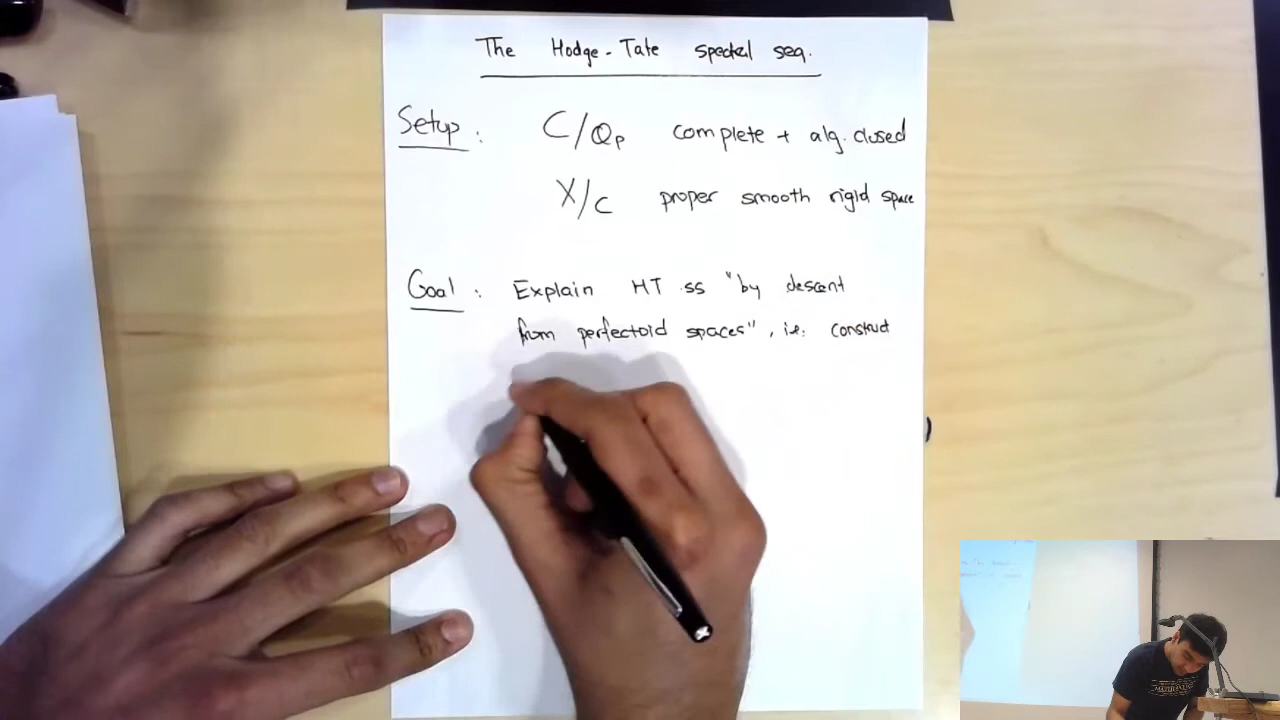 The Hodge-Tate spectral seq.
Setup: C/Qp complete + alg. closed
X/C proper smooth rigid space
Goal: Explain HT ss "by descent
from perfectoid spaces", i.e. construct